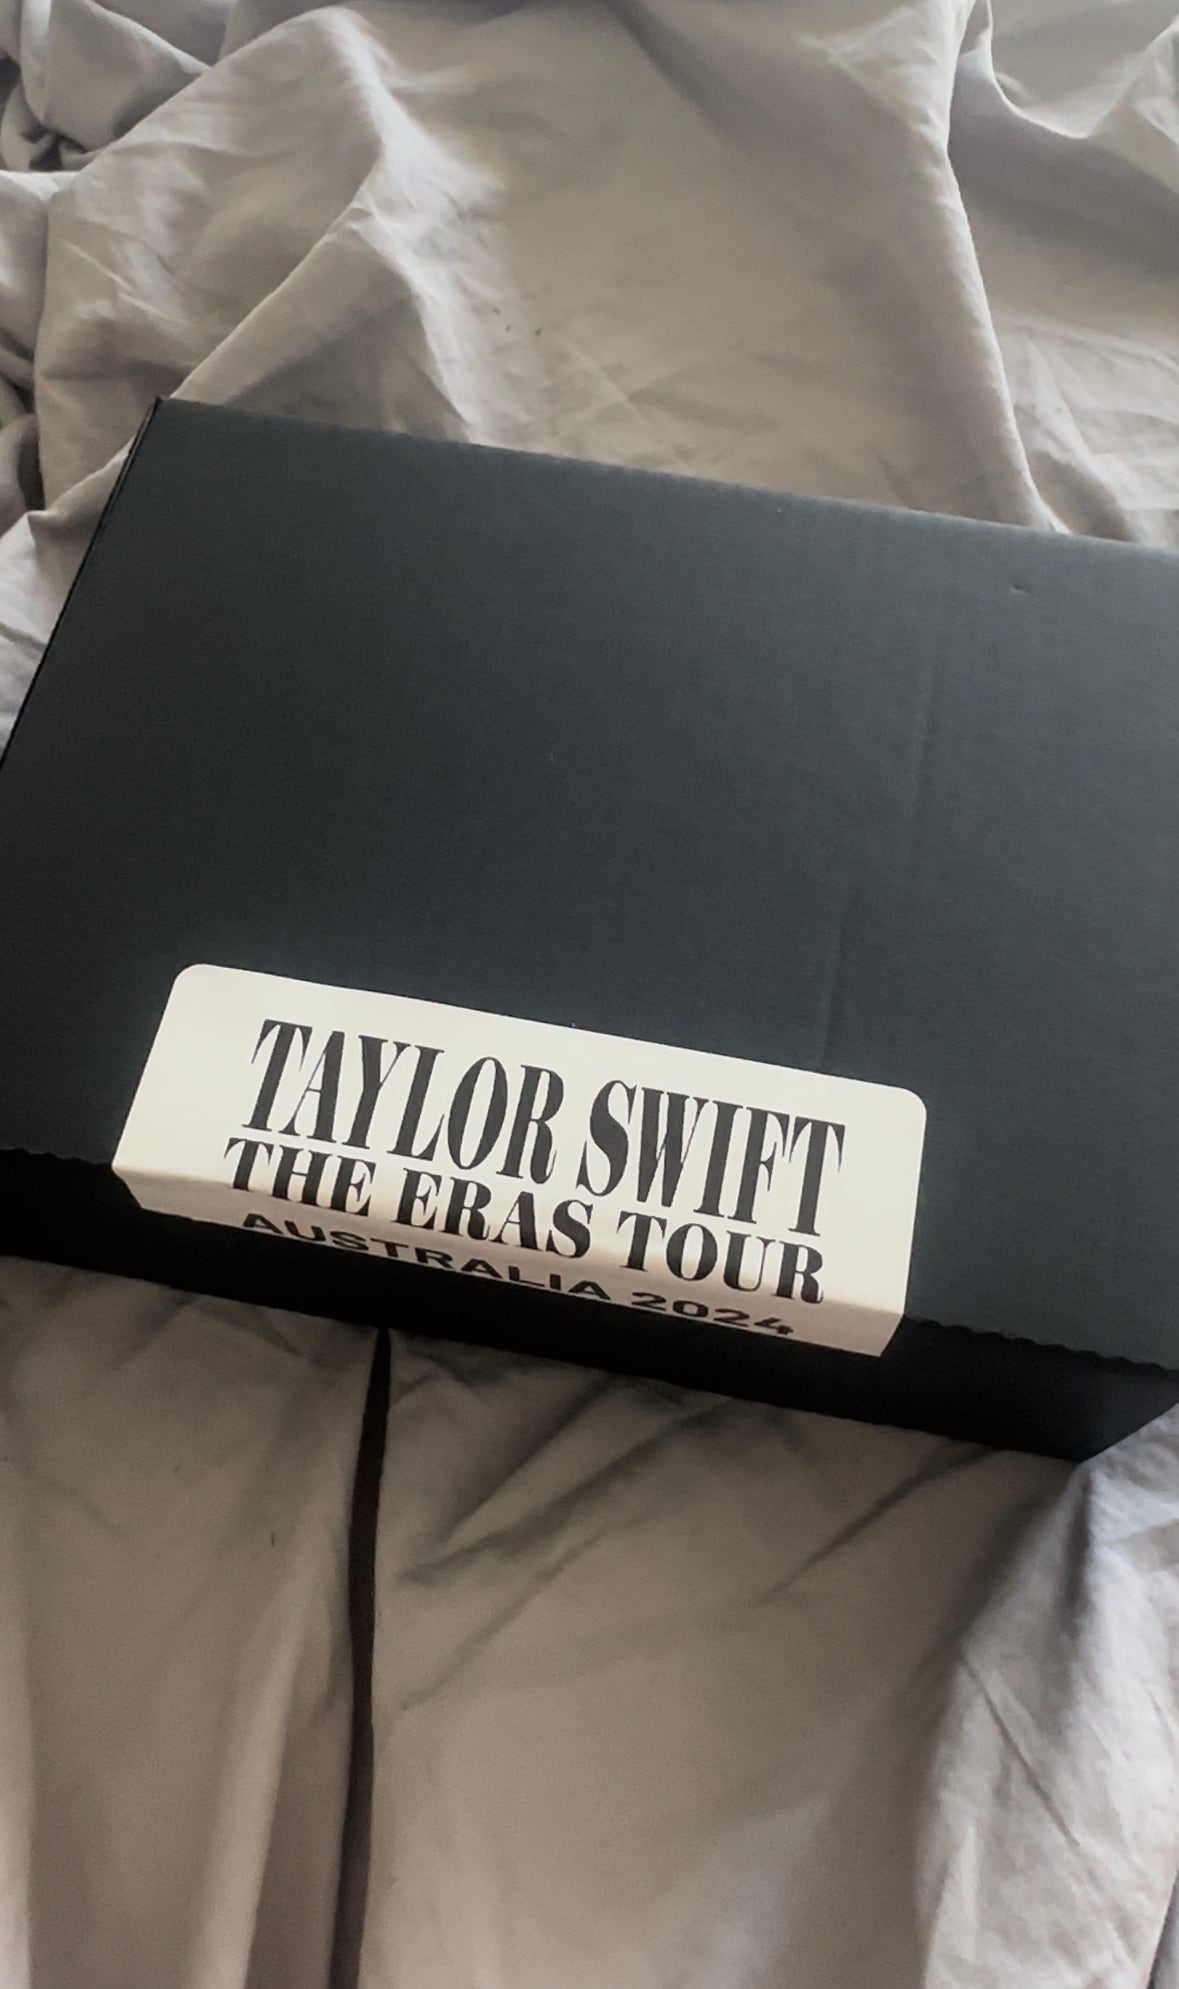 TAYLOR SWIFT
THE ERAS TOUR
AUSTRALIA 2024